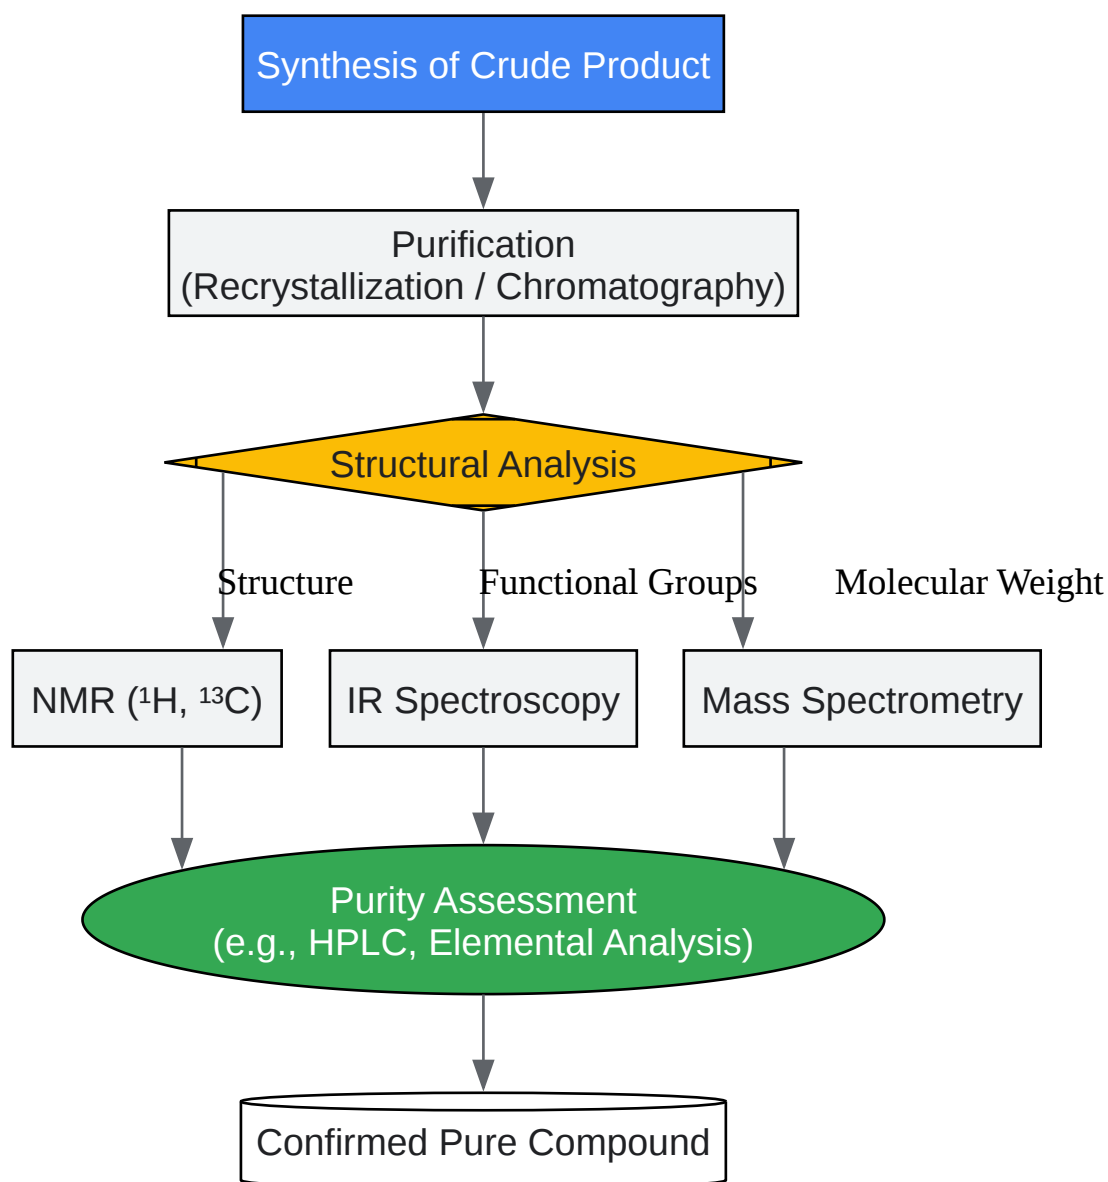 Synthesis of Crude Product
Purification
(Recrystallization / Chromatography)
Structural Analysis
Structure
Functional Groups
Molecular Weight
NMR (¹H, ¹³C)
IR Spectroscopy
Mass Spectrometry
Purity Assessment
(e.g., HPLC, Elemental Analysis)
Confirmed Pure Compound